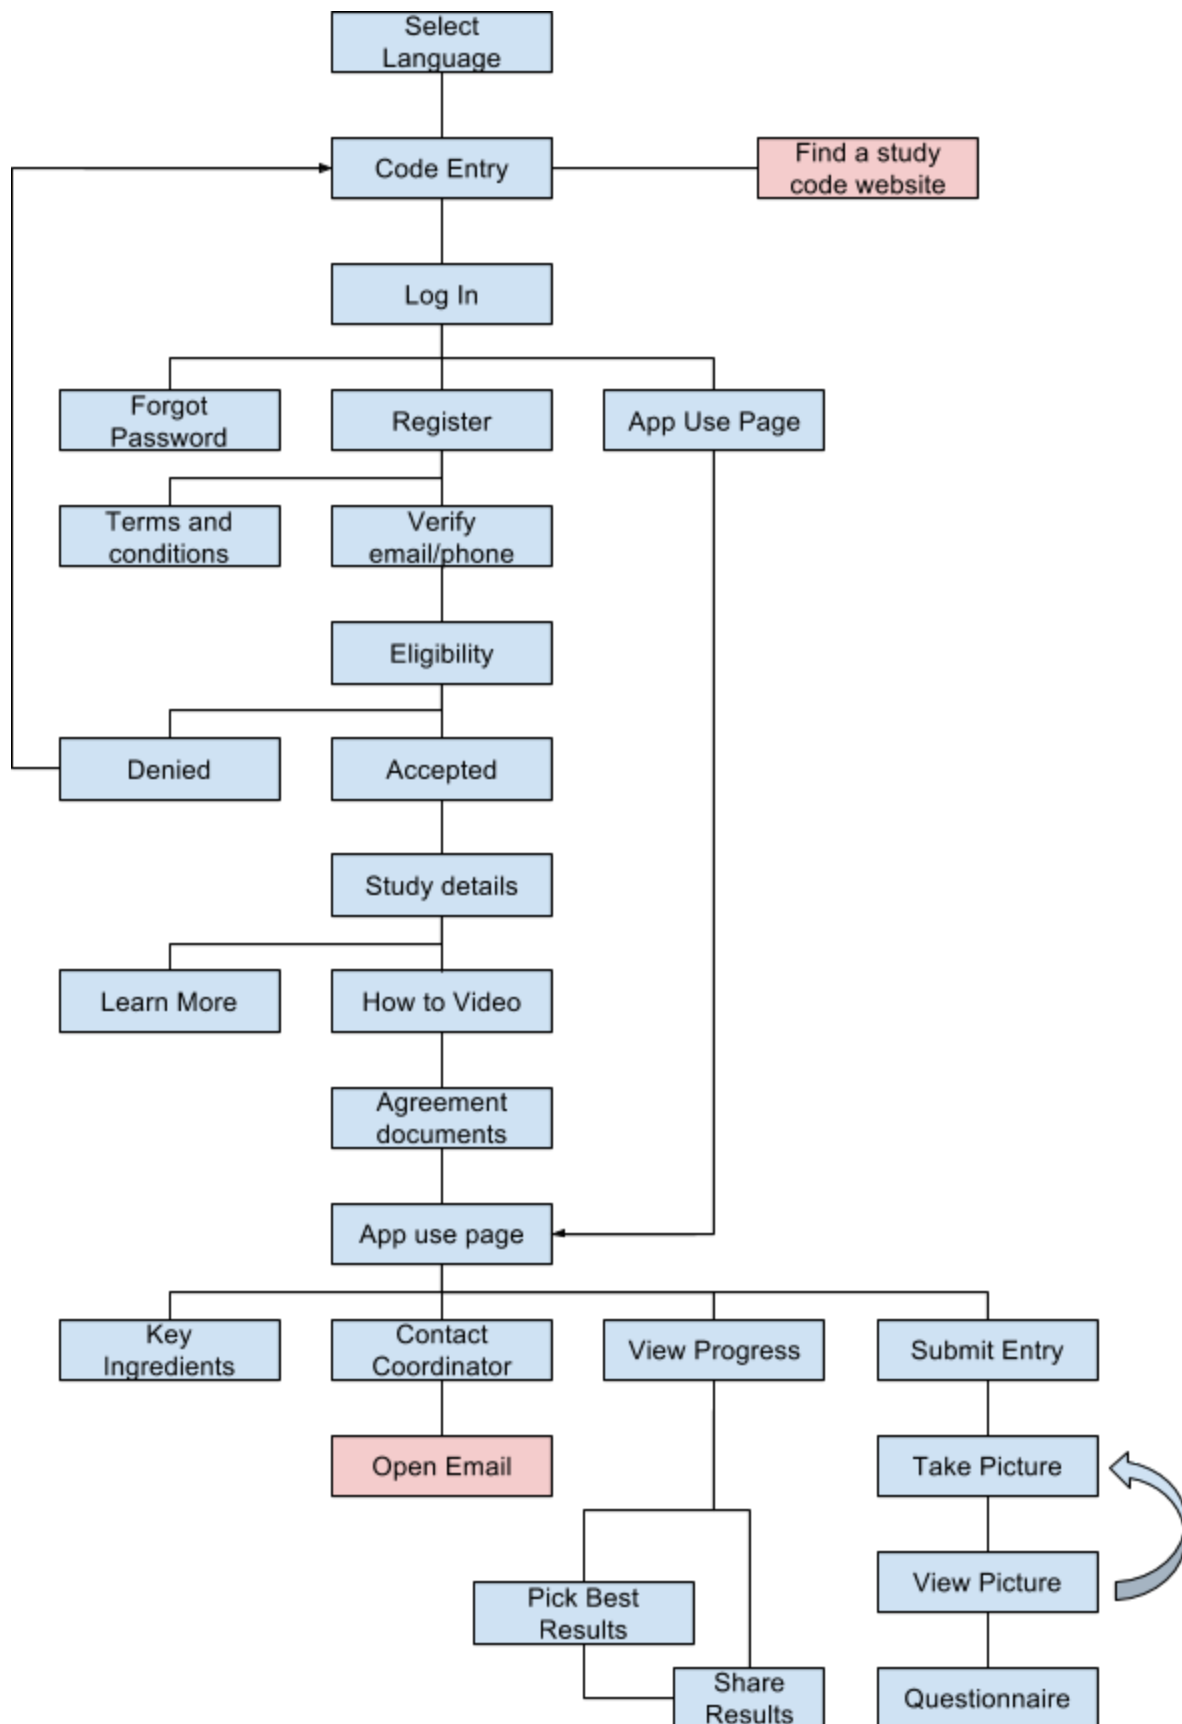 Select
Language
Code Entry
Find a study
code website
Log In
Forgot
Password
Register
App Use Page
Terms and
conditions
Verify
email/phone
Eligibility
Denied
Accepted
Study details
Learn More
How to Video
Agreement
documents
App use page
Key
Ingredients
Contact
Coordinator
View Progress
Submit Entry
Open Email
Take Picture
View Picture
Pick Best
Results
Share
Results
Questionnaire